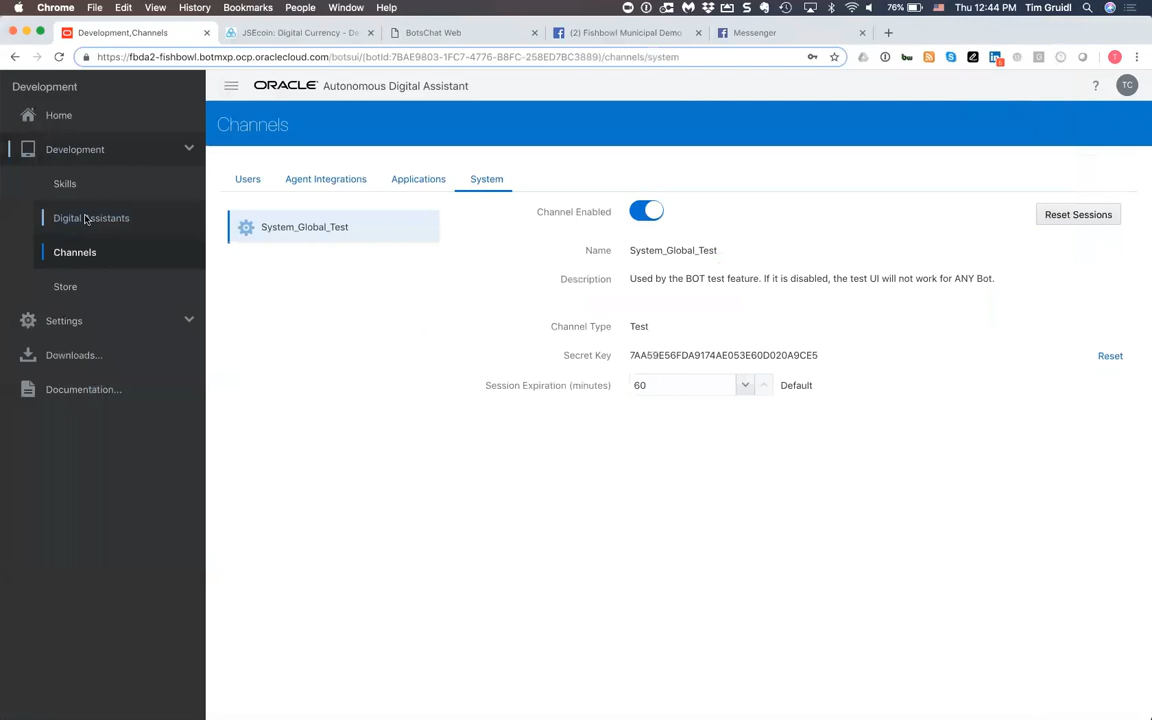 Chrome File Edit View History Bookmarks People Window Help 76% Thu 12:44 PM Tim Gruidl
Development,Channels JSEcoin: Digital Currency - De BotsChat Web (2) Fishbowl Municipal Demo Messenger
https://fbda2-fishbowl.botmxp.ocp.oraclecloud.com/botsui/(botId:7BAE9803-1FC7-4776-B8FC-258ED7BC3889)/channels/system
Development
ORACLE Autonomous Digital Assistant ? TC
Home
Channels
Development
Users Agent Integrations Applications System
Skills
Digital Assistants
Channels
Store
Settings
Downloads...
Documentation...
System_Global_Test
Channel Enabled
Reset Sessions
Name System_Global_Test
Description Used by the BOT test feature. If it is disabled, the test UI will not work for ANY Bot.
Channel Type Test
Secret Key 7AA59E56FDA9174AE053E60D020A9CE5 Reset
Session Expiration (minutes) 60 Default